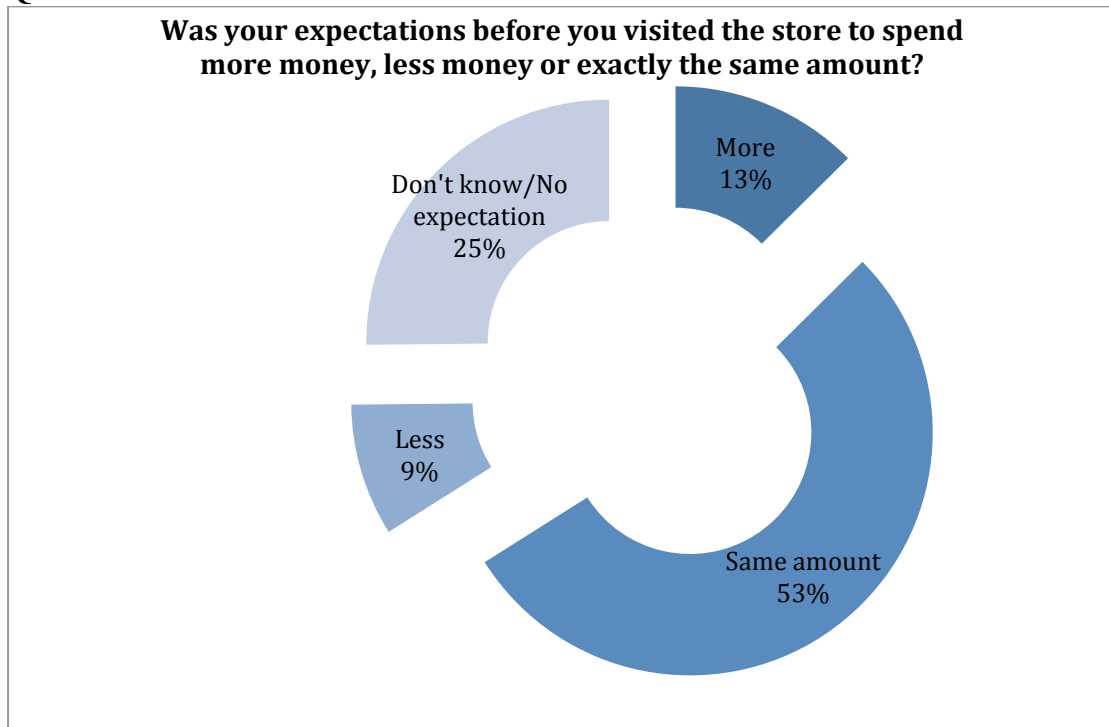 Was your expectations before you visited the store to spend
more money, less money or exactly the same amount?
More
13%
Don't know/No
expectation
25%
Less
9%
Same amount
53%